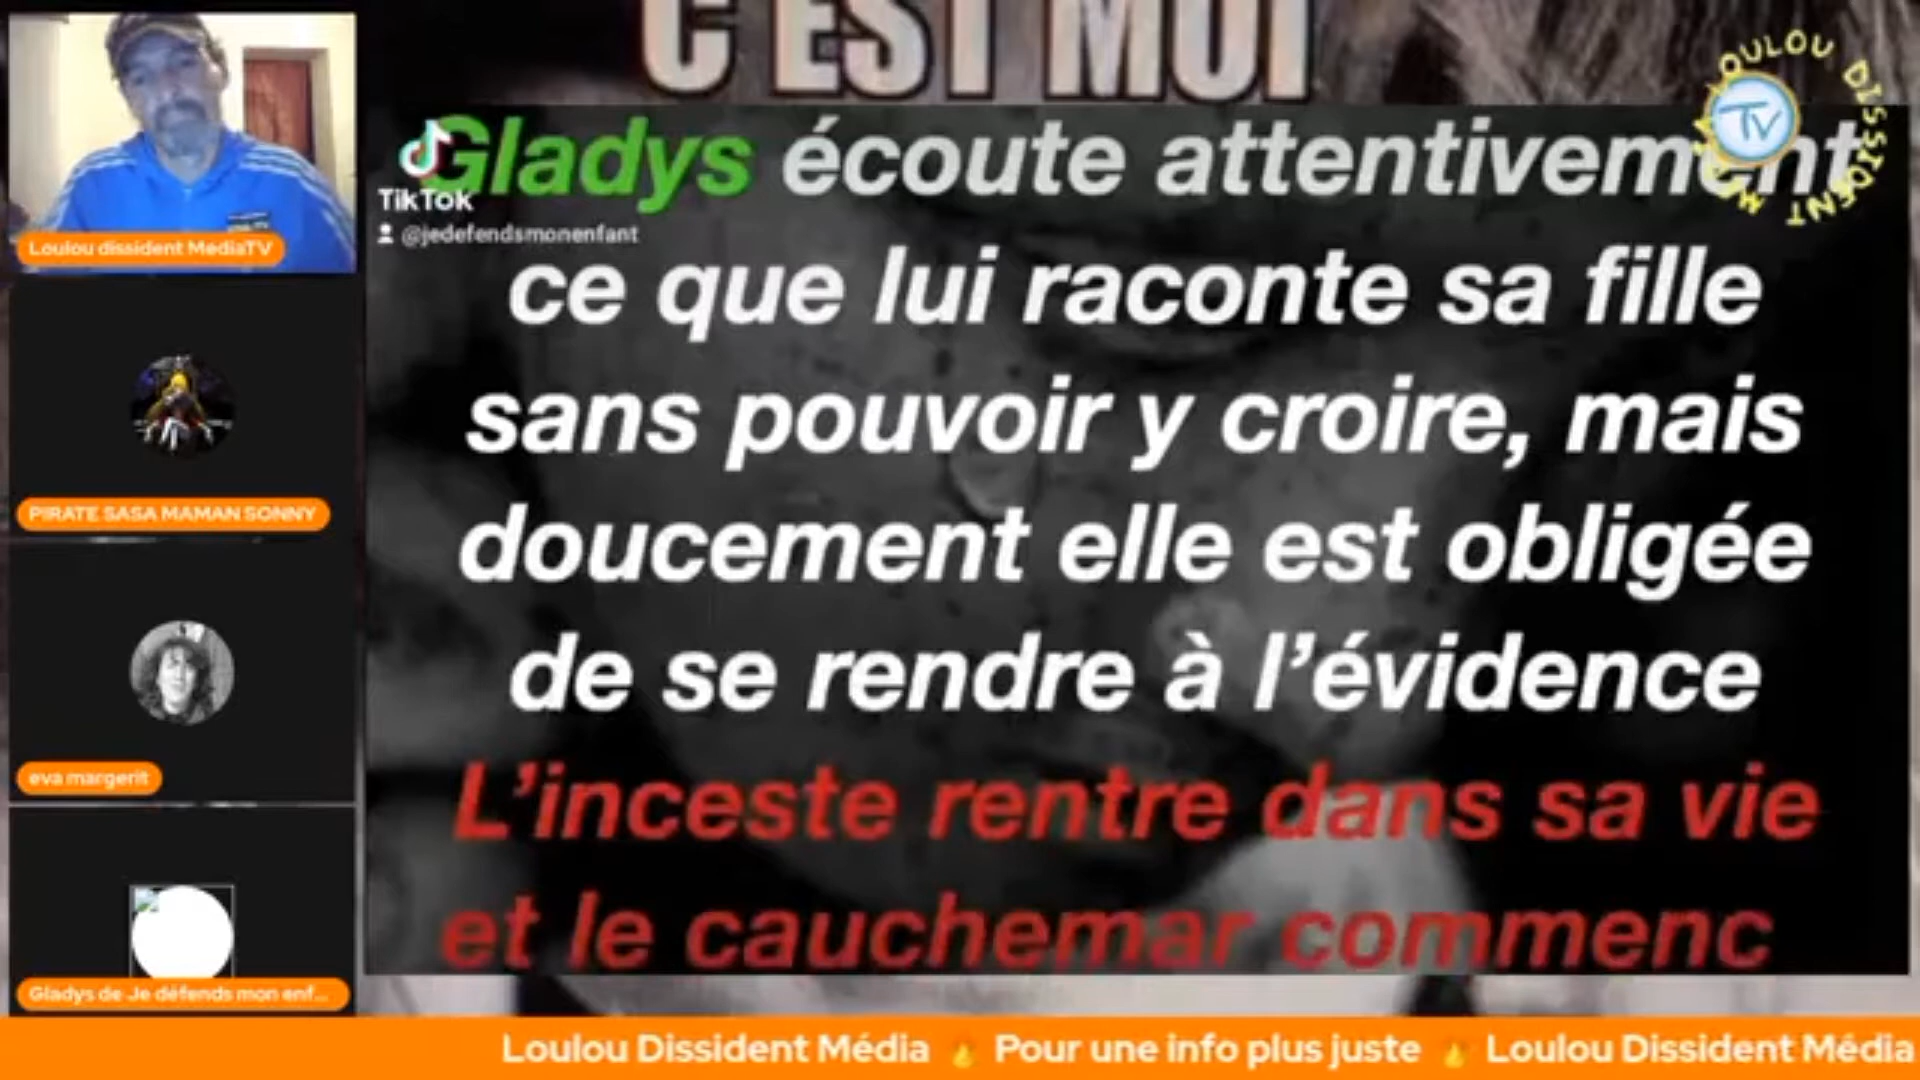 C'EST MOI
Gladys écoute attentivement
TikTok
@jedefendsmonenfant
ce que lui raconte sa fille
sans pouvoir y croire, mais
doucement elle est obligée
de se rendre à l'évidence
L'inceste rentre dans sa vie
et le cauchemar commenc
LOULOU DISSIDENT
TV
Loulou dissident MediaTV
PIRATE SASA MAMAN SONNY
eva margerit
Gladys de Je défends mon enf...
Loulou Dissident Média 🔥 Pour une info plus juste 🔥 Loulou Dissident Média